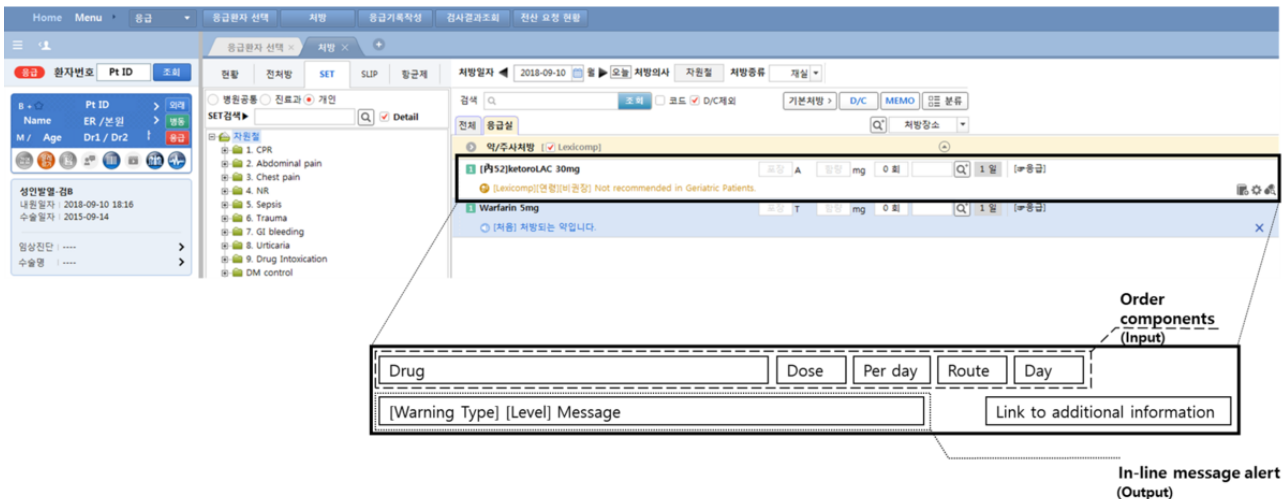 Home Menu 응급
응급환자 선택 처방 응급기록작성 검사결과조회 전산 요청 현황
응급환자 선택 × 처방 ×
응급 환자번호 Pt ID 조회
B + Pt ID 외래
Name ER /본원 병동
M / Age Dr1 / Dr2 응급
성인발열-검B
내원일자 | 2018-09-10 18:16
수술일자 | 2015-09-14
임상진단 | ----
수술명 | ----
현황 전처방 SET SLIP 항균제
병원공통 진료과 개인
SET검색▶ Detail
자원철
1. CPR
2. Abdominal pain
3. Chest pain
4. NR
5. Sepsis
6. Trauma
7. GI bleeding
8. Urticaria
9. Drug Intoxication
DM control
처방일자 ◀ 2018-09-10 월 ▶ 오늘 처방의사 자원철 처방종류 재실
검색 조회 코드 D/C제외 기본처방 > D/C MEMO 분류
전체 응급실 처방장소
약/주사처방 [Lexicomp]
1 [P152]ketoroLAC 30mg A mg 0 회 1 일 [☞응급]
[Lexicomp][연령][비권장] Not recommended in Geriatric Patients.
1 Warfarin 5mg T mg 0 회 1 일 [☞응급]
[처음] 처방되는 약입니다. ×
Order
components
(Input)
Drug Dose Per day Route Day
[Warning Type] [Level] Message Link to additional information
In-line message alert
(Output)